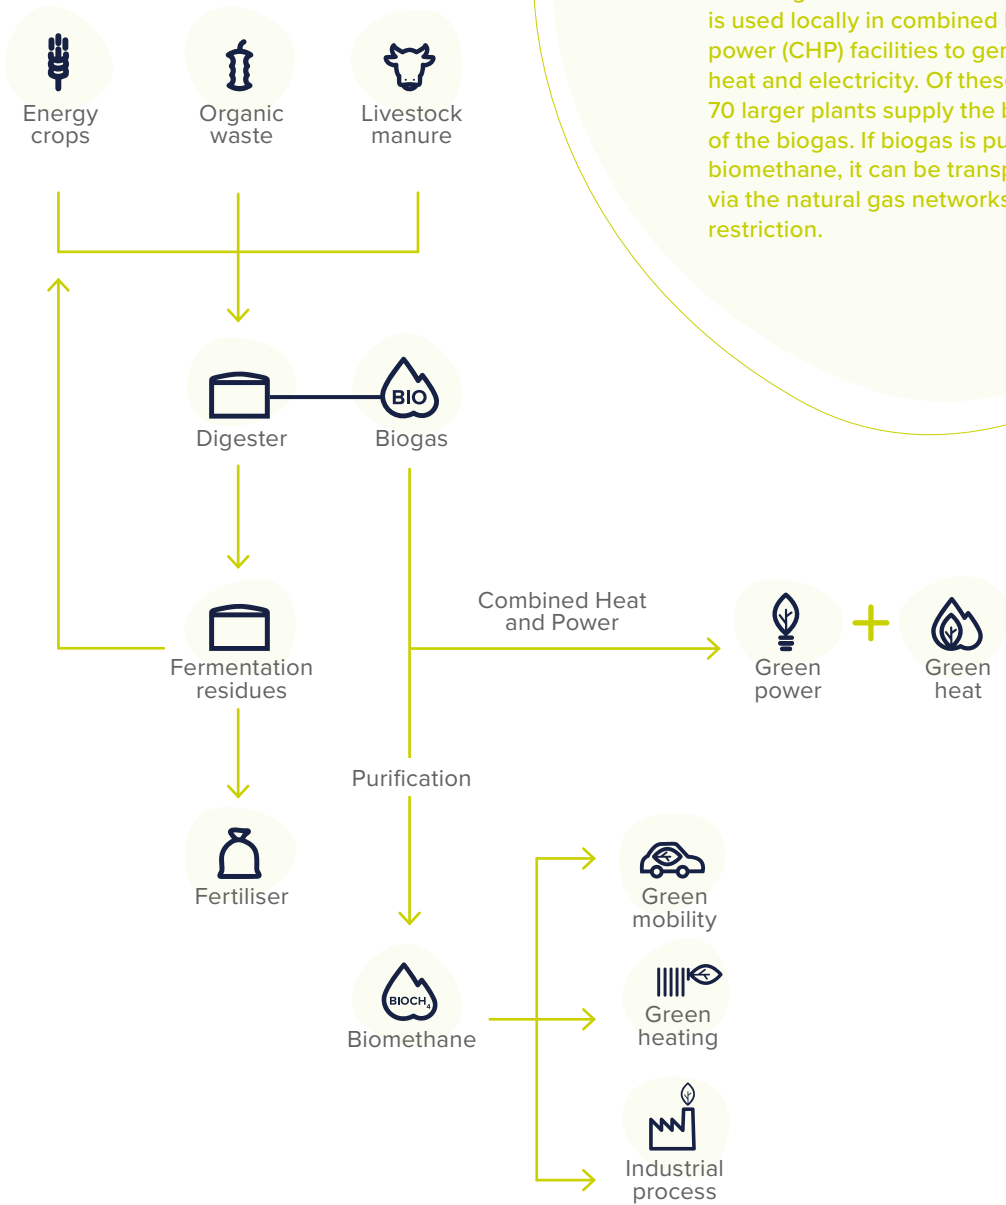 is used locally in combined
power (CHP) facilities to
heat and electricity. Of these
70 larger plants supply the
of the biogas. If biogas is
biomethane, it can be
via the natural gas networks
restriction.
Energy
crops
Organic
waste
Livestock
manure
BIO
Digester
Biogas
Combined Heat
and Power
Fermentation
residues
Green
power
+
Green
heat
Purification
Fertiliser
Green
mobility
BIOCH4
Biomethane
Green
heating
Industrial
process